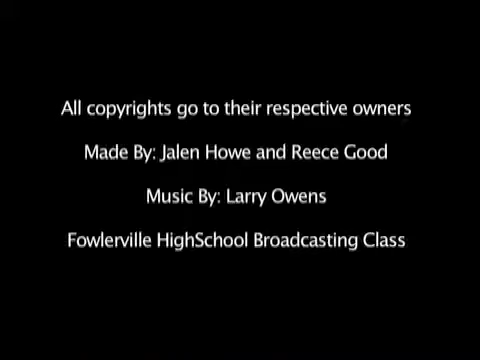 All copyrights go to their respective owners
Made By: Jalen Howe and Reece Good
Music By: Larry Owens
Fowlerville HighSchool Broadcasting Class